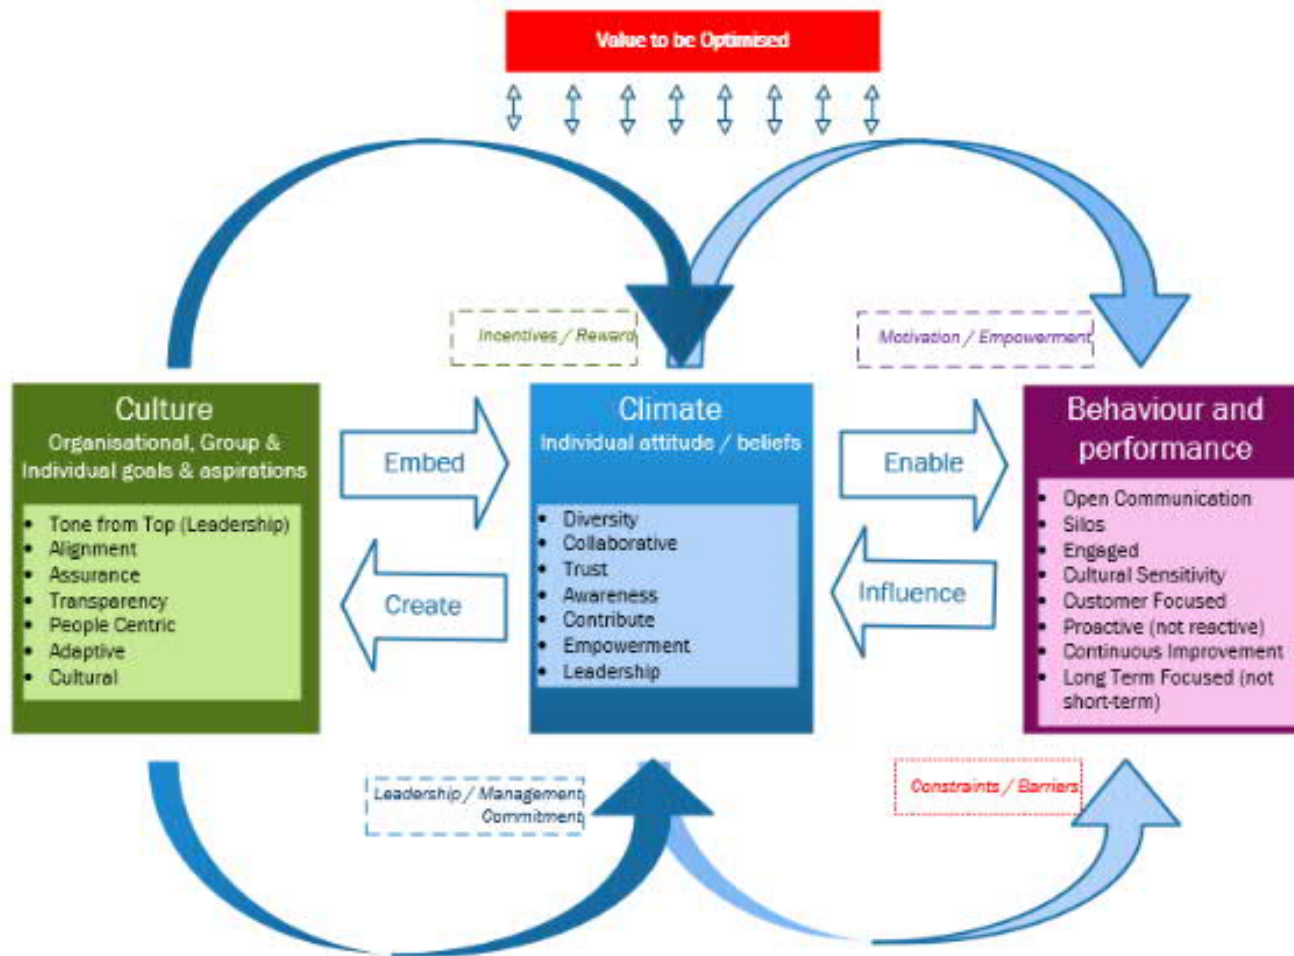 Value to be Optimised
Incentives / Reward
Motivation / Empowerment
Culture
Organisational, Group &
Individual goals & aspirations
• Tone from Top (Leadership)
• Alignment
• Assurance
• Transparency
• People Centric
• Adaptive
• Cultural
Embed
Create
Climate
Individual attitude / beliefs
• Diversity
• Collaborative
• Trust
• Awareness
• Contribute
• Empowerment
• Leadership
Enable
Influence
Behaviour and
performance
• Open Communication
• Silos
• Engaged
• Cultural Sensitivity
• Customer Focused
• Proactive (not reactive)
• Continuous Improvement
• Long Term Focused (not
short-term)
Leadership / Management
Commitment
Constraints / Barriers